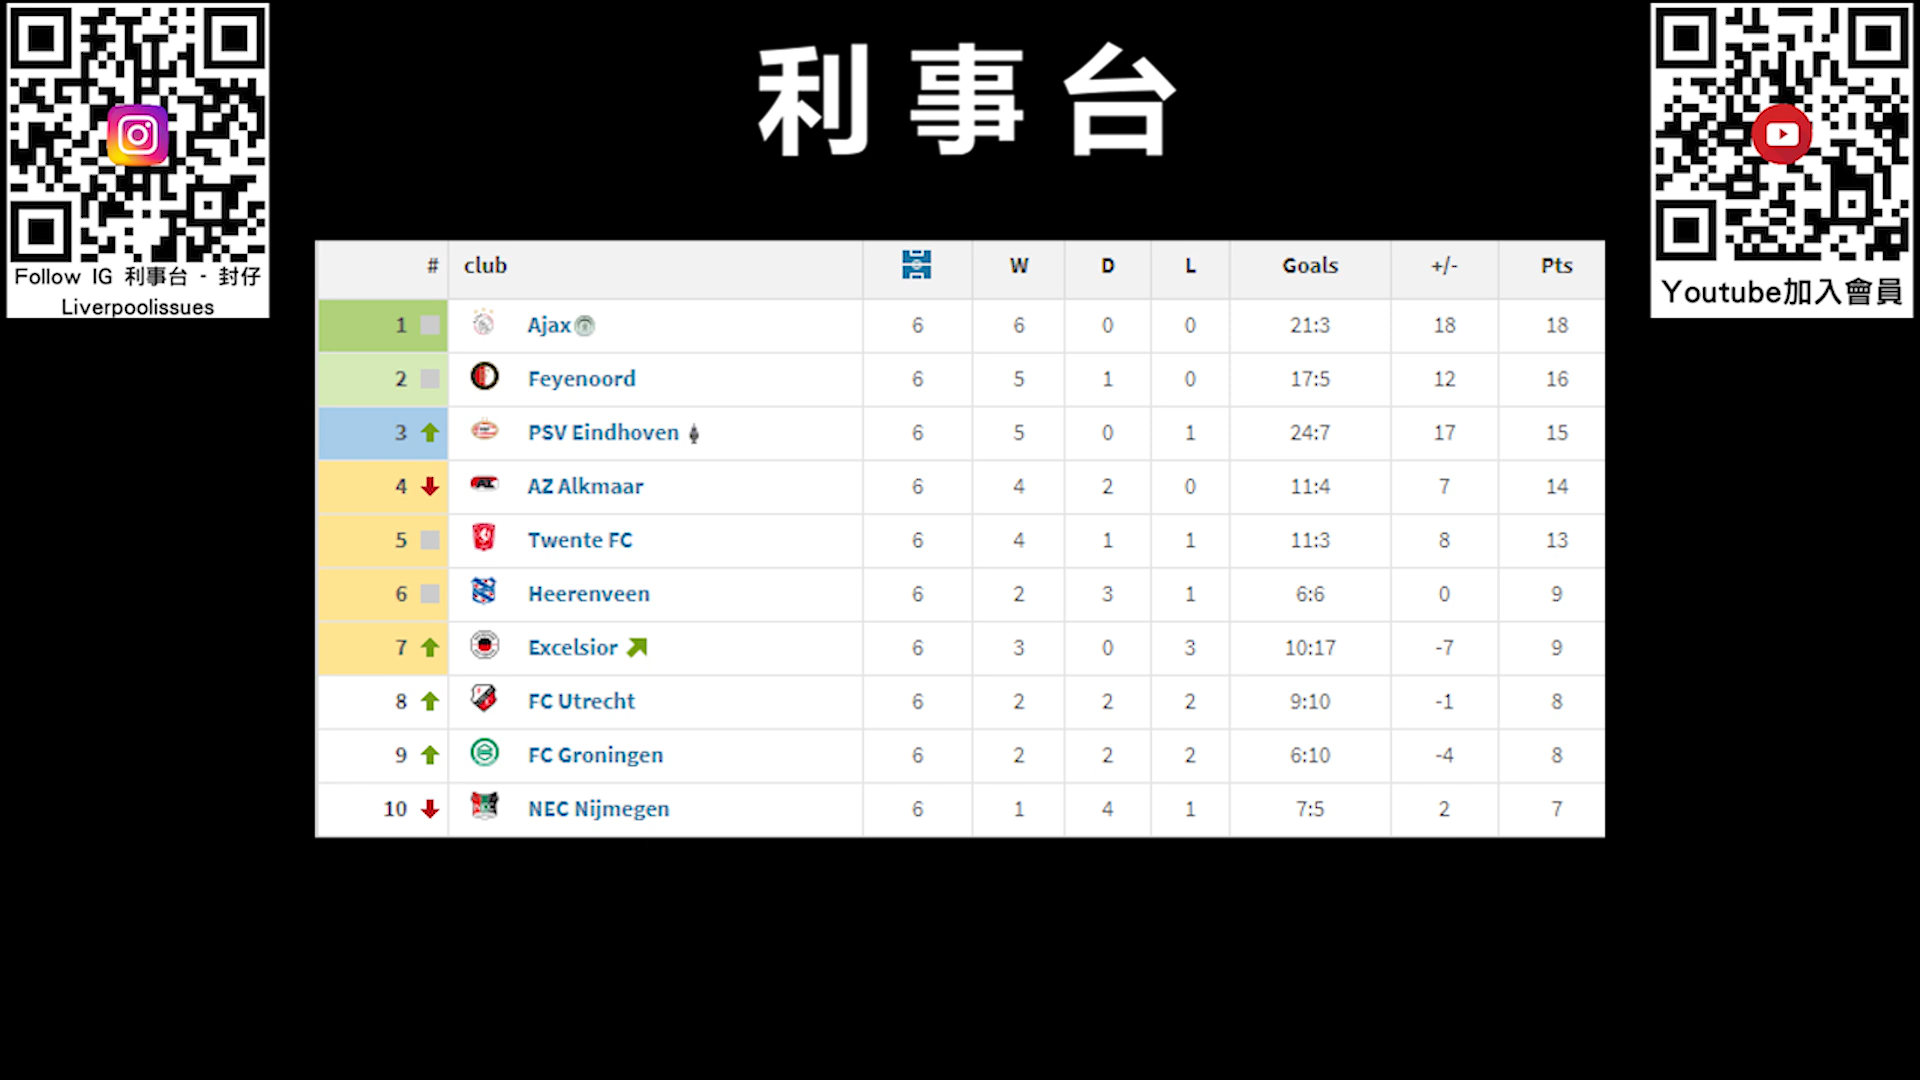 利事台
Follow IG 利事台 - 封仔
Liverpoolissues
Youtube加入會員
# club W D L Goals +/- Pts
1 Ajax 6 6 0 0 21:3 18 18
2 Feyenoord 6 5 1 0 17:5 12 16
3 PSV Eindhoven 6 5 0 1 24:7 17 15
4 AZ Alkmaar 6 4 2 0 11:4 7 14
5 Twente FC 6 4 1 1 11:3 8 13
6 Heerenveen 6 2 3 1 6:6 0 9
7 Excelsior 6 3 0 3 10:17 -7 9
8 FC Utrecht 6 2 2 2 9:10 -1 8
9 FC Groningen 6 2 2 2 6:10 -4 8
10 NEC Nijmegen 6 1 4 1 7:5 2 7